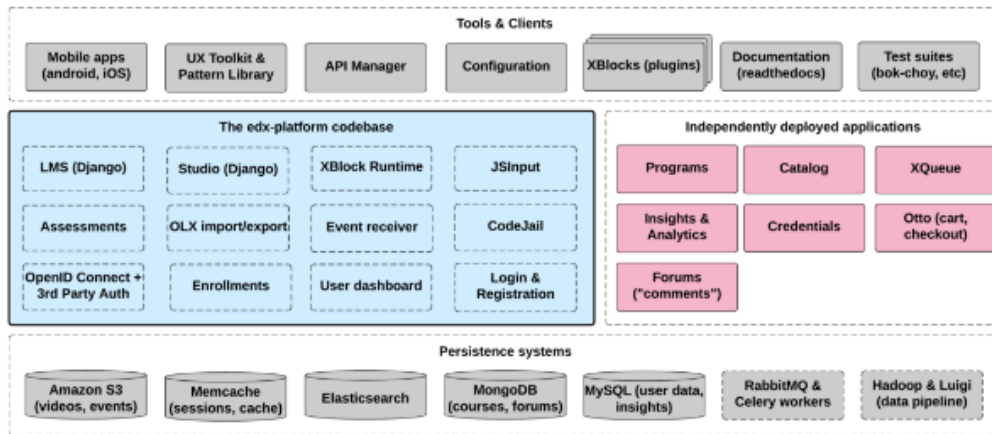 Tools & Clients
Mobile apps
(android, iOS)
UX Toolkit &
Pattern Library
API Manager
Configuration
XBlocks (plugins)
Documentation
(readthedocs)
Test suites
(bok-choy, etc)
The edx-platform codebase
LMS (Django)
Studio (Django)
XBlock Runtime
JSInput
Assessments
OLX import/export
Event receiver
CodeJail
OpenID Connect +
3rd Party Auth
Enrollments
User dashboard
Login &
Registration
Independently deployed applications
Programs
Catalog
XQueue
Insights &
Analytics
Credentials
Otto (cart,
checkout)
Forums
("comments")
Persistence systems
Amazon S3
(videos, events)
Memcache
(sessions, cache)
Elasticsearch
MongoDB
(courses, forums)
MySQL (user data,
insights)
RabbitMQ &
Celery workers
Hadoop & Luigi
(data pipeline)